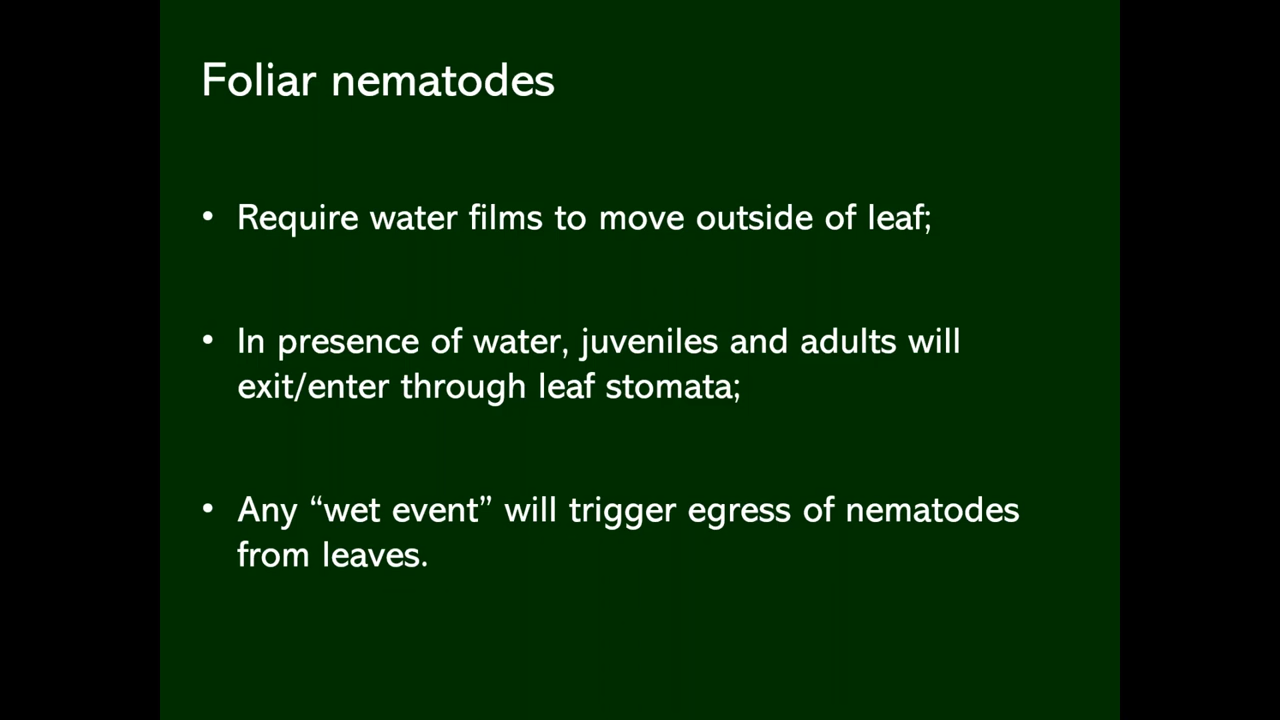 Foliar nematodes
• Require water films to move outside of leaf;
• In presence of water, juveniles and adults will
exit/enter through leaf stomata;
• Any “wet event” will trigger egress of nematodes
from leaves.